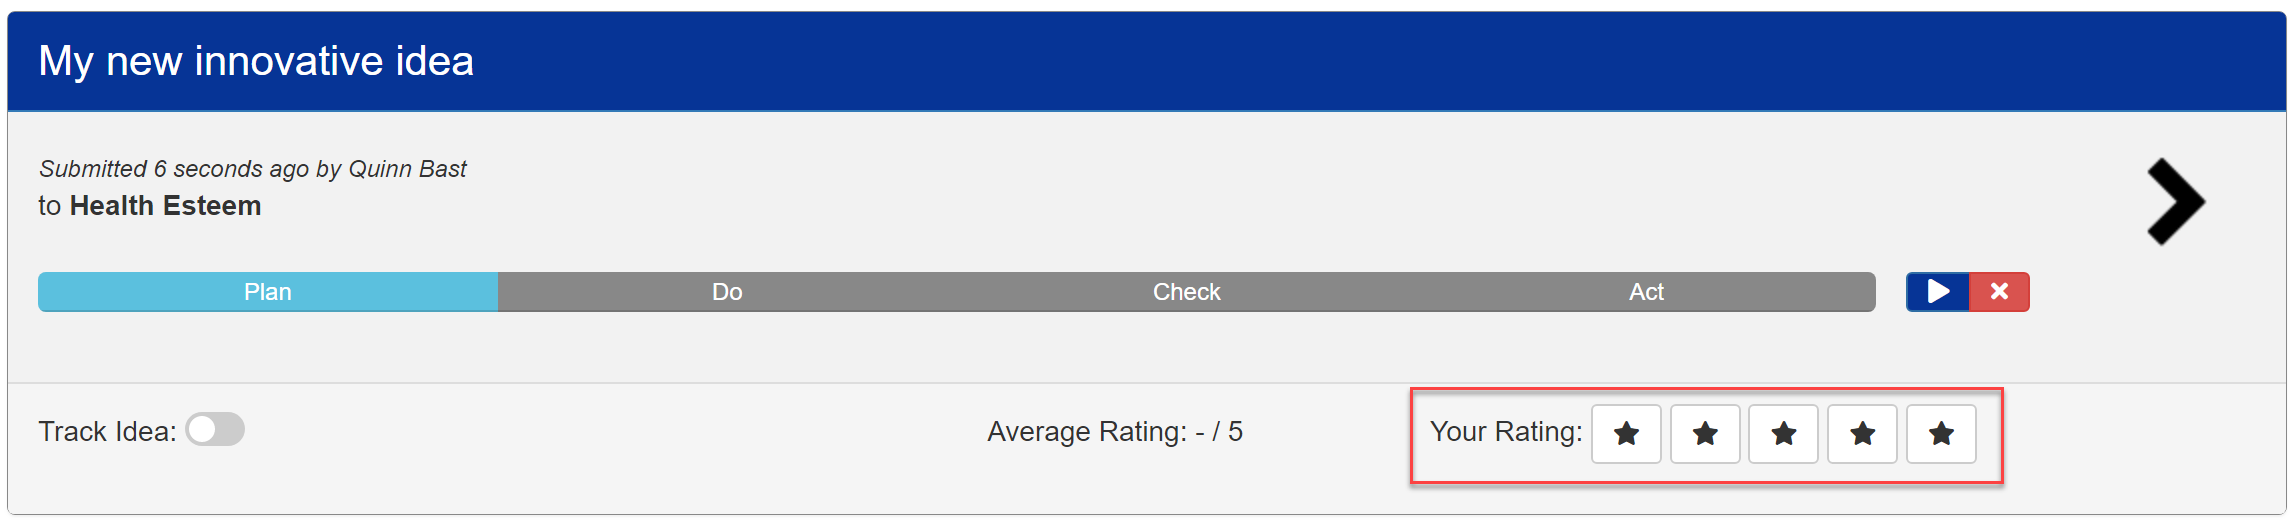 My new innovative idea
Submitted 6 seconds ago by Quinn Bast
to Health Esteem
Plan Do Check Act
Track Idea: Average Rating: - / 5 Your Rating: